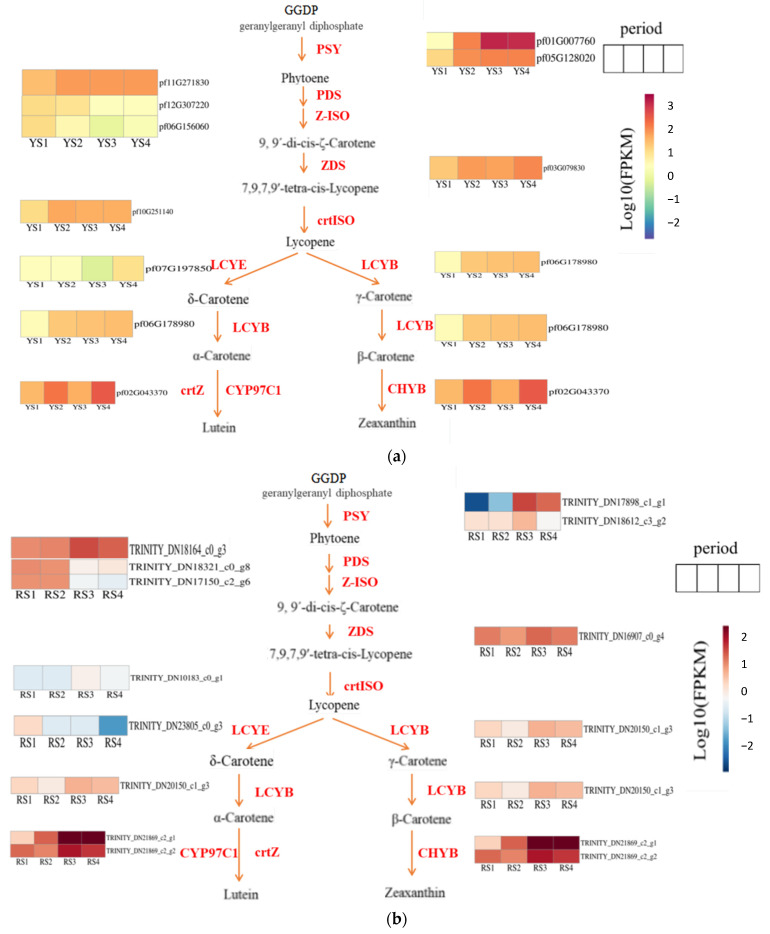 GGDP
geranylgeranyl diphosphate
PSY
pf01G007760
pf05G128020
YS1 YS2 YS3 YS4
period
Phytoene
pf11G271830
pf12G307220
pf06G156060
YS1 YS2 YS3 YS4
PDS
Z-ISO
9, 9´-di-cis-ζ-Carotene
ZDS
pf03G079830
YS1 YS2 YS3 YS4
Log10(FPKM)
3
2
1
0
−1
−2
7,9,7,9′-tetra-cis-Lycopene
pf10G251140
YS1 YS2 YS3 YS4
crtISO
Lycopene
LCYE
LCYB
pf07G197850
YS1 YS2 YS3 YS4
pf06G178980
YS1 YS2 YS3 YS4
δ-Carotene
γ-Carotene
pf06G178980
YS1 YS2 YS3 YS4
LCYB
LCYB
pf06G178980
YS1 YS2 YS3 YS4
α-Carotene
β-Carotene
pf02G043370
YS1 YS2 YS3 YS4
crtZ
CYP97C1
CHYB
pf02G043370
YS1 YS2 YS3 YS4
Lutein
Zeaxanthin
(a)
GGDP
geranylgeranyl diphosphate
PSY
TRINITY_DN17898_c1_g1
TRINITY_DN18612_c3_g2
RS1 RS2 RS3 RS4
Phytoene
TRINITY_DN18164_c0_g3
TRINITY_DN18321_c0_g8
TRINITY_DN17150_c2_g6
RS1 RS2 RS3 RS4
period
PDS
Z-ISO
9, 9´-di-cis-ζ-Carotene
ZDS
TRINITY_DN16907_c0_g4
RS1 RS2 RS3 RS4
Log10(FPKM)
2
1
0
−1
−2
7,9,7,9′-tetra-cis-Lycopene
TRINITY_DN10183_c0_g1
RS1 RS2 RS3 RS4
crtISO
Lycopene
TRINITY_DN23805_c0_g3
RS1 RS2 RS3 RS4
LCYE
LCYB
TRINITY_DN20150_c1_g3
RS1 RS2 RS3 RS4
δ-Carotene
γ-Carotene
TRINITY_DN20150_c1_g3
RS1 RS2 RS3 RS4
LCYB
LCYB
TRINITY_DN20150_c1_g3
RS1 RS2 RS3 RS4
α-Carotene
β-Carotene
TRINITY_DN21869_c2_g1
TRINITY_DN21869_c2_g2
RS1 RS2 RS3 RS4
CYP97C1
crtZ
CHYB
TRINITY_DN21869_c2_g1
TRINITY_DN21869_c2_g2
RS1 RS2 RS3 RS4
Lutein
Zeaxanthin
(b)